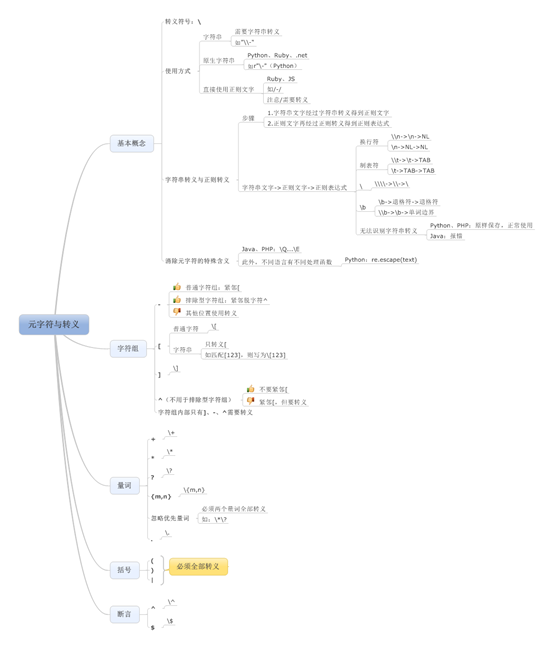 元字符与转义
基本概念
转义符号：\
使用方式
字符串
需要字符串转义
如"\\-"
原生字符串
Python、Ruby、.net
如r"\-"（Python）
直接使用正则文字
Ruby、JS
如/-/
注意/需要转义
字符串转义与正则转义
步骤
1.字符串文字经过字符串转义得到正则文字
2.正则文字再经过正则转义得到正则表达式
字符串文字->正则文字->正则表达式
换行符
\\n->\n->NL
\n->NL->NL
制表符
\\t->\t->TAB
\t->TAB->TAB
\
\\\\->\\->\
\b
\b->退格符->退格符
\\b->\b->单词边界
无法识别字符串转义
Python、PHP：原样保存，正常使用
Java：报错
消除元字符的特殊含义
Java、PHP：\Q...\E
此外，不同语言有不同处理函数
Python：re.escape(text)
字符组
-
普通字符组：紧邻[
排除型字符组：紧邻脱字符^
其他位置使用转义
[
普通字符
\[
字符串
只转义[
如匹配[123]，则写为\[123]
]
\]
^（不用于排除型字符组）
不要紧邻[
紧邻[，但要转义
字符组内部只有]、-、^需要转义
量词
+
\+
*
\*
?
\?
{m,n}
\{m,n}
忽略优先量词
必须两个量词全部转义
如：\*\?
.
\.
括号
(
)
|
必须全部转义
断言
^
\^
$
\$